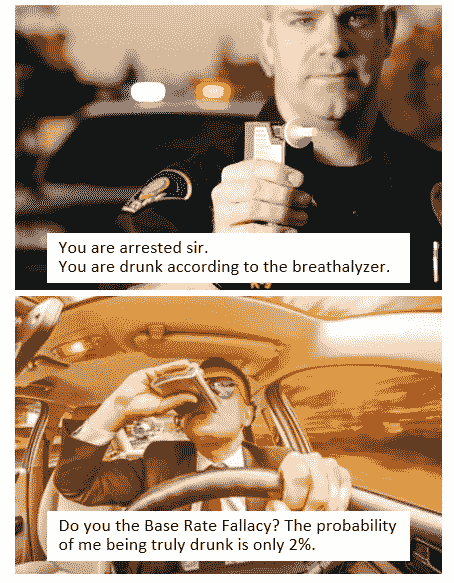 You are arrested sir.
You are drunk according to the breathalyzer.
Do you the Base Rate Fallacy? The probability
of me being truly drunk is only 2%.